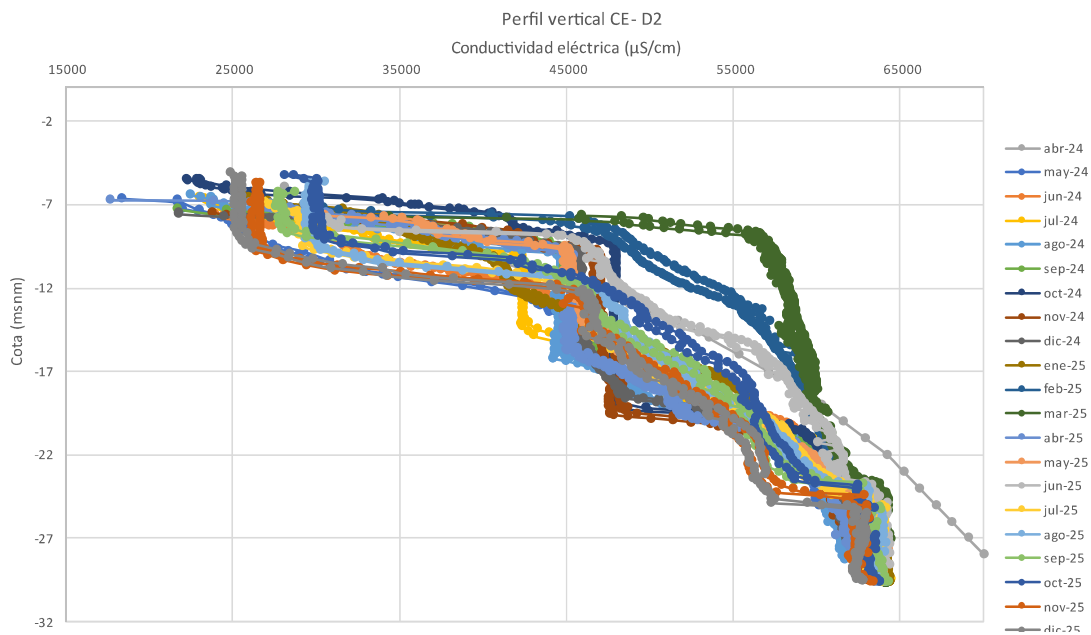 Perfil vertical CE- D2
Conductividad eléctrica (µS/cm)
15000 25000 35000 45000 55000 65000
-2
-7
-12
-17
-22
-27
-32
Cota (msnm)
abr-24
may-24
jun-24
jul-24
ago-24
sep-24
oct-24
nov-24
dic-24
ene-25
feb-25
mar-25
abr-25
may-25
jun-25
jul-25
ago-25
sep-25
oct-25
nov-25
dic-25